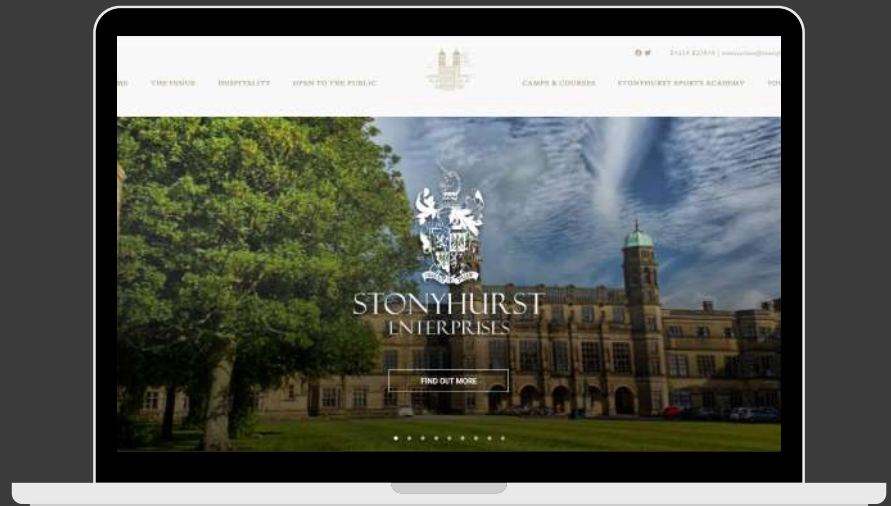 THE VENUE
HOSPITALITY
OPEN TO THE PUBLIC
CAMPS & COURSES
STONYHURST SPORTS ACADEMY
STONYHURST
ENTERPRISES
FIND OUT MORE